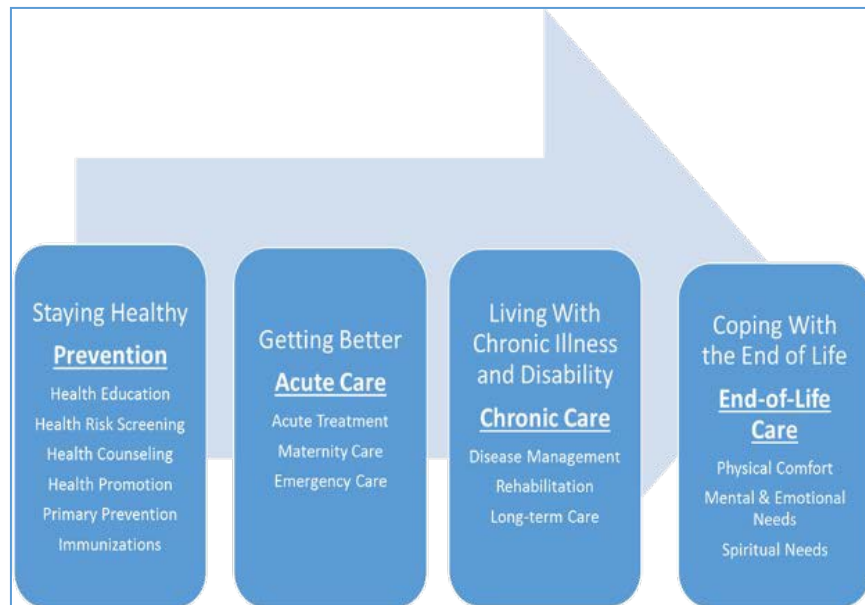 Staying Healthy
Prevention
Health Education
Health Risk Screening
Health Counseling
Health Promotion
Primary Prevention
Immunizations
Getting Better
Acute Care
Acute Treatment
Maternity Care
Emergency Care
Living With
Chronic Illness
and Disability
Chronic Care
Disease Management
Rehabilitation
Long-term Care
Coping With
the End of Life
End-of-Life
Care
Physical Comfort
Mental & Emotional
Needs
Spiritual Needs